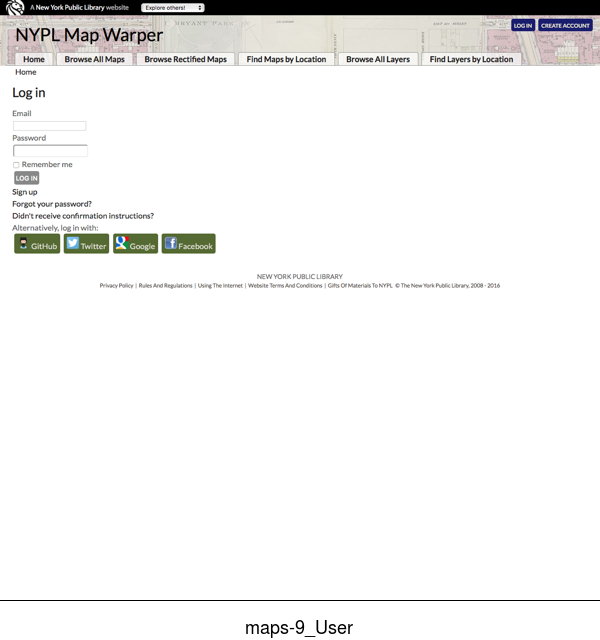 A New York Public Library website
Explore others!
BRYANT PARK
LOG IN
CREATE ACCOUNT
NYPL Map Warper
Home
Browse All Maps
Browse Rectified Maps
Find Maps by Location
Browse All Layers
Find Layers by Location
Home
Log in
Email
Password
Remember me
LOG IN
Sign up
Forgot your password?
Didn't receive confirmation instructions?
Alternatively, log in with:
GitHub
Twitter
Google
Facebook
NEW YORK PUBLIC LIBRARY
Privacy Policy | Rules And Regulations | Using The Internet | Website Terms And Conditions | Gifts Of Materials To NYPL © The New York Public Library, 2008 - 2016
maps-9_User